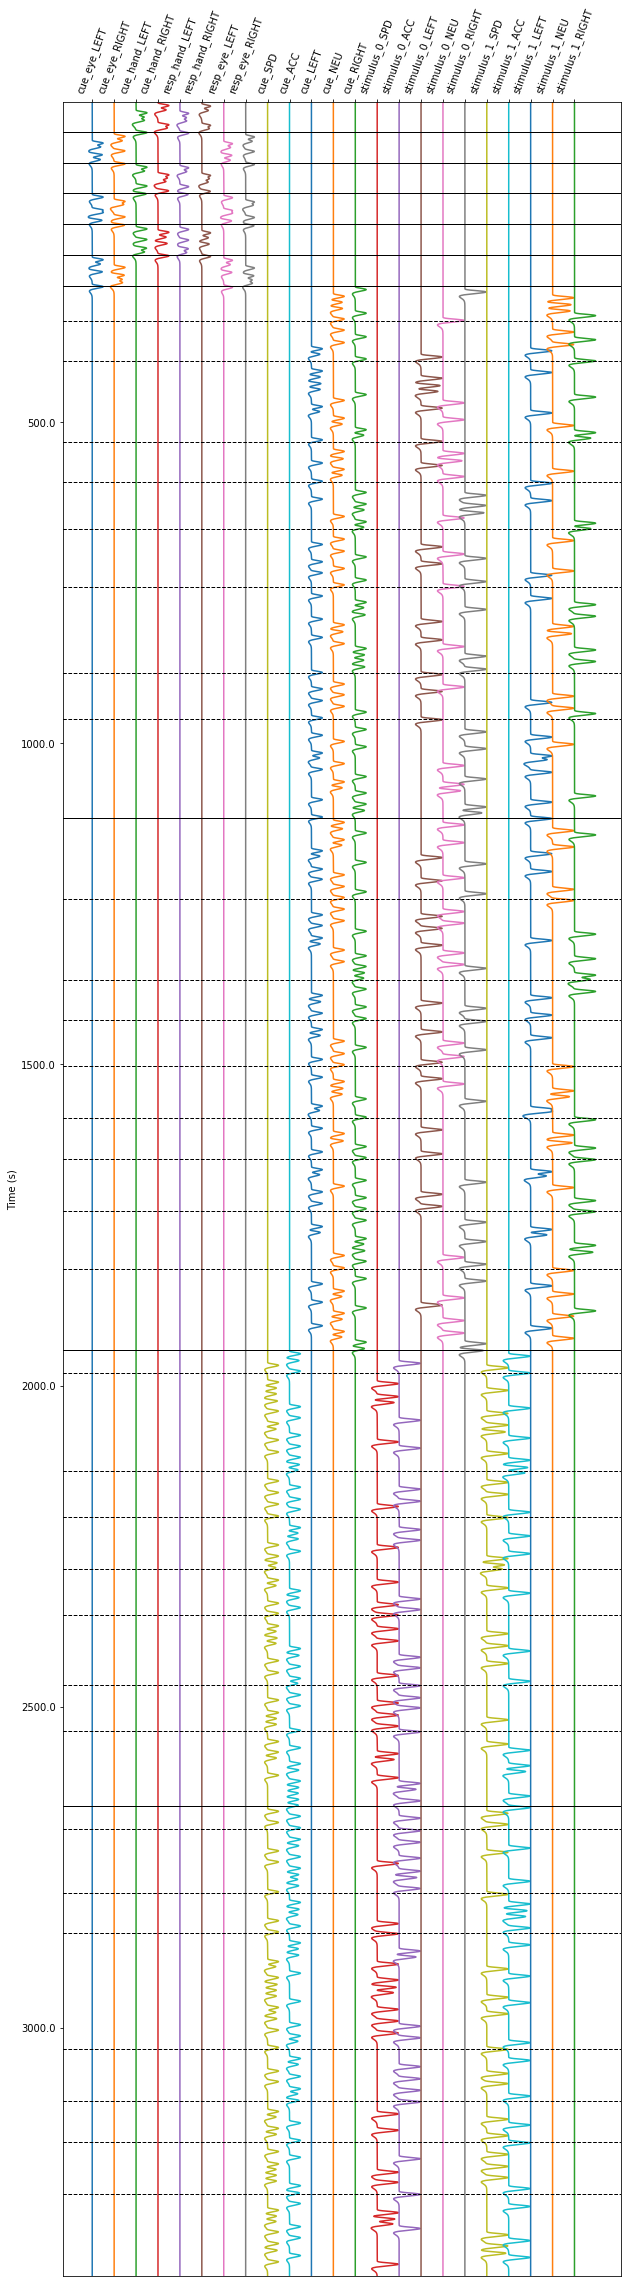 cue_eye_LEFT
cue_eye_RIGHT
cue_hand_LEFT
cue_hand_RIGHT
resp_hand_LEFT
resp_hand_RIGHT
resp_eye_LEFT
resp_eye_RIGHT
cue_SPD
cue_ACC
cue_LEFT
cue_NEU
cue_RIGHT
stimulus_0_SPD
stimulus_0_ACC
stimulus_0_LEFT
stimulus_0_NEU
stimulus_0_RIGHT
stimulus_1_SPD
stimulus_1_ACC
stimulus_1_LEFT
stimulus_1_NEU
stimulus_1_RIGHT
500.0
1000.0
1500.0
Time (s)
2000.0
2500.0
3000.0